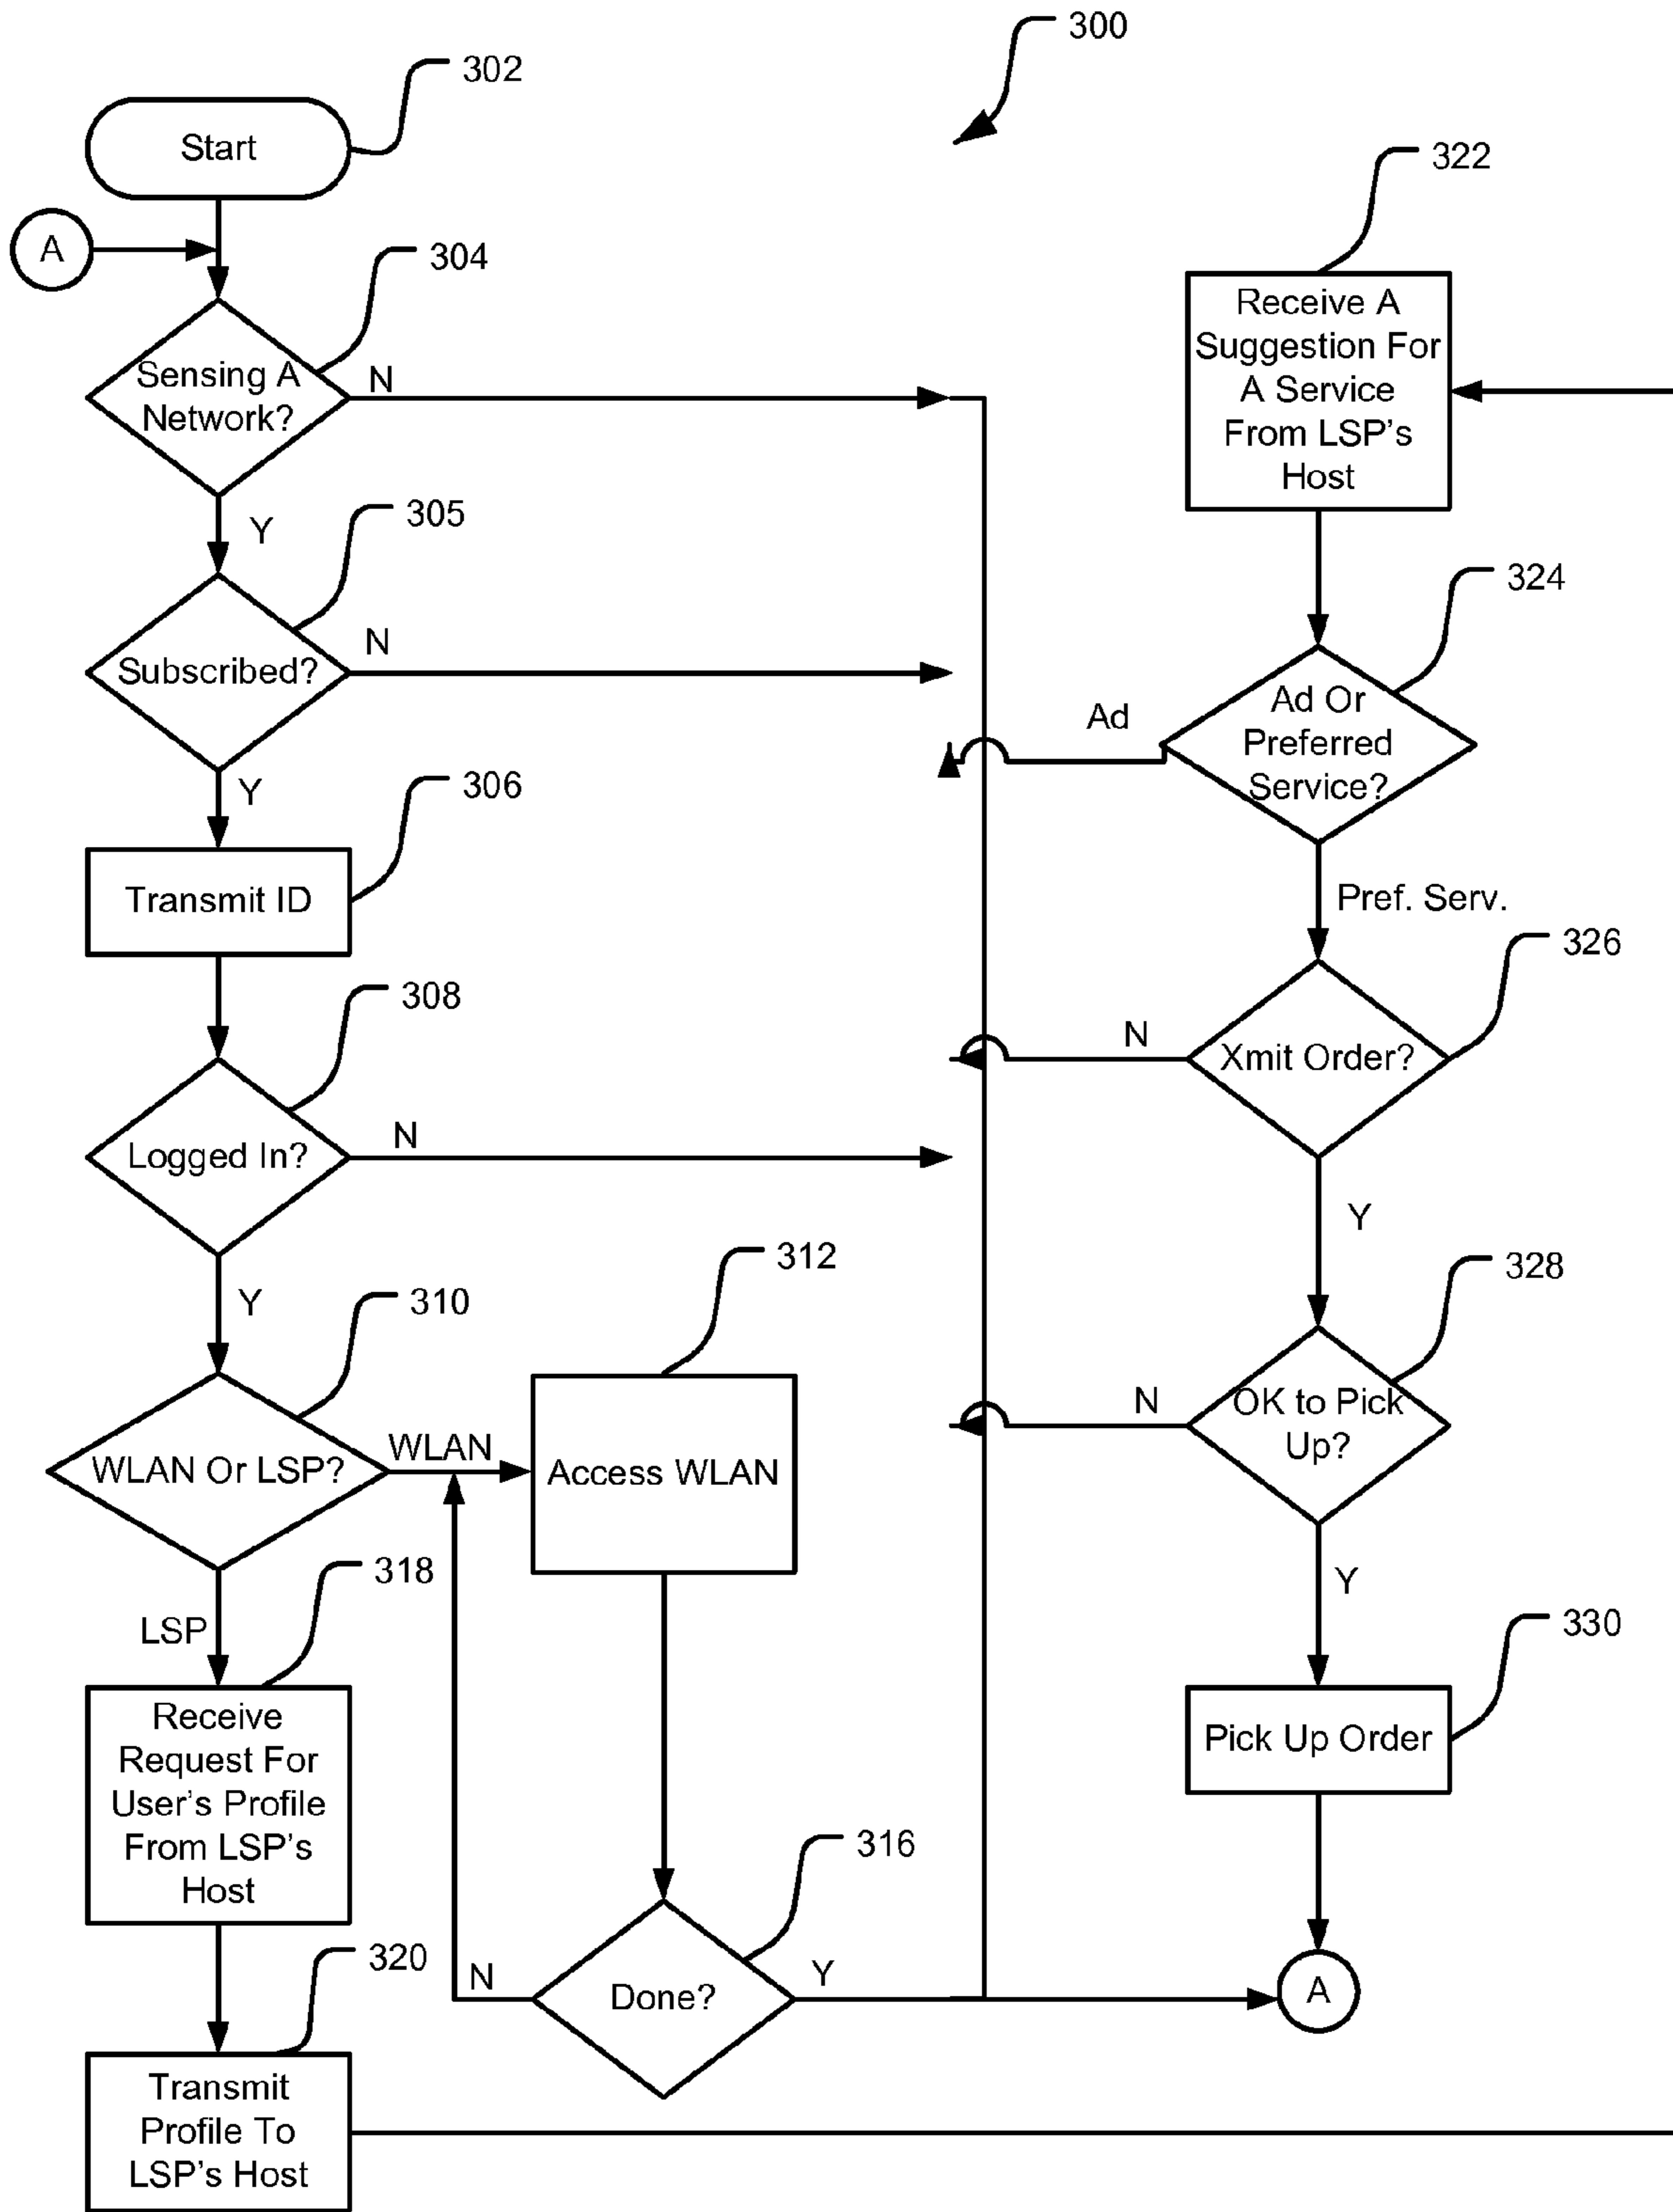 300
302
Start
A
304
Sensing A
Network?
N
Y
305
Subscribed?
N
Y
306
Transmit ID
308
Logged In?
N
Y
310
WLAN Or LSP?
WLAN
312
Access WLAN
LSP
318
Receive
Request For
User's Profile
From LSP's
Host
316
Done?
N
Y
320
Transmit
Profile To
LSP's Host
322
Receive A
Suggestion For
A Service
From LSP's
Host
324
Ad Or
Preferred
Service?
Ad
Pref. Serv.
326
Xmit Order?
N
Y
328
OK to Pick
Up?
N
Y
330
Pick Up Order
A